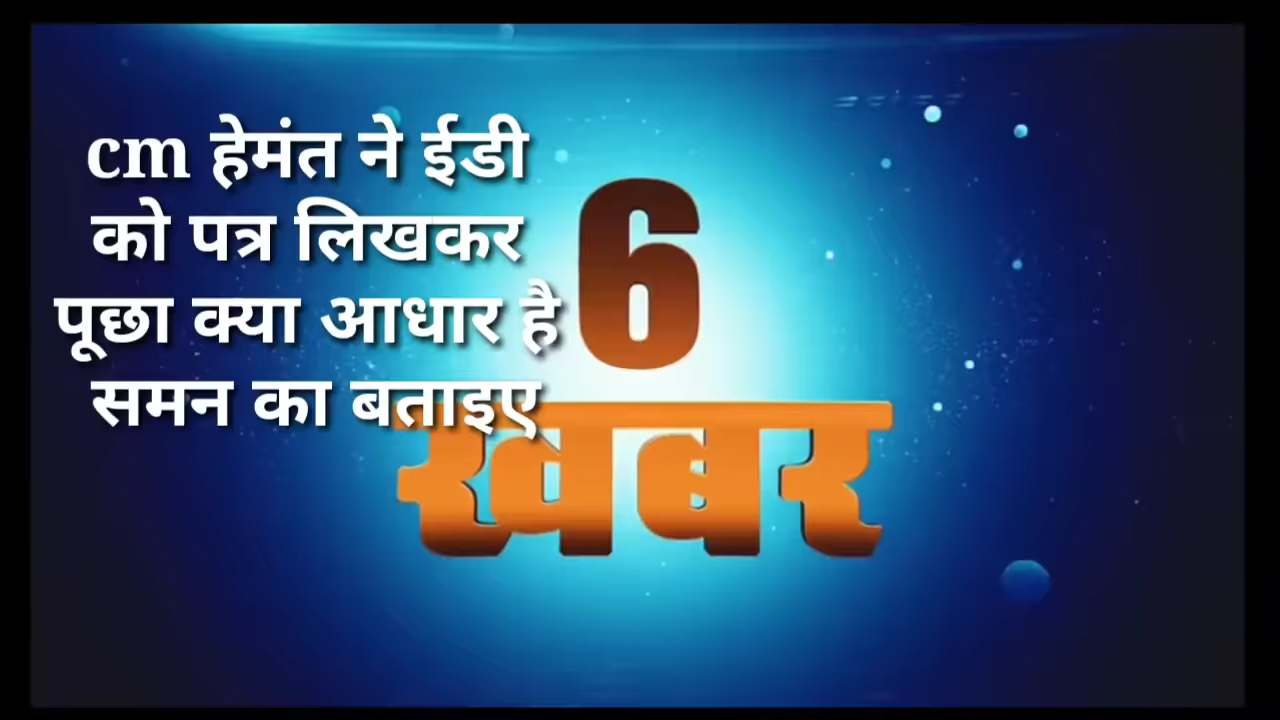 cm हेमंत ने ईडी
को पत्र लिखकर
पूछा क्या आधार है
समन का बताइए
6
खबर